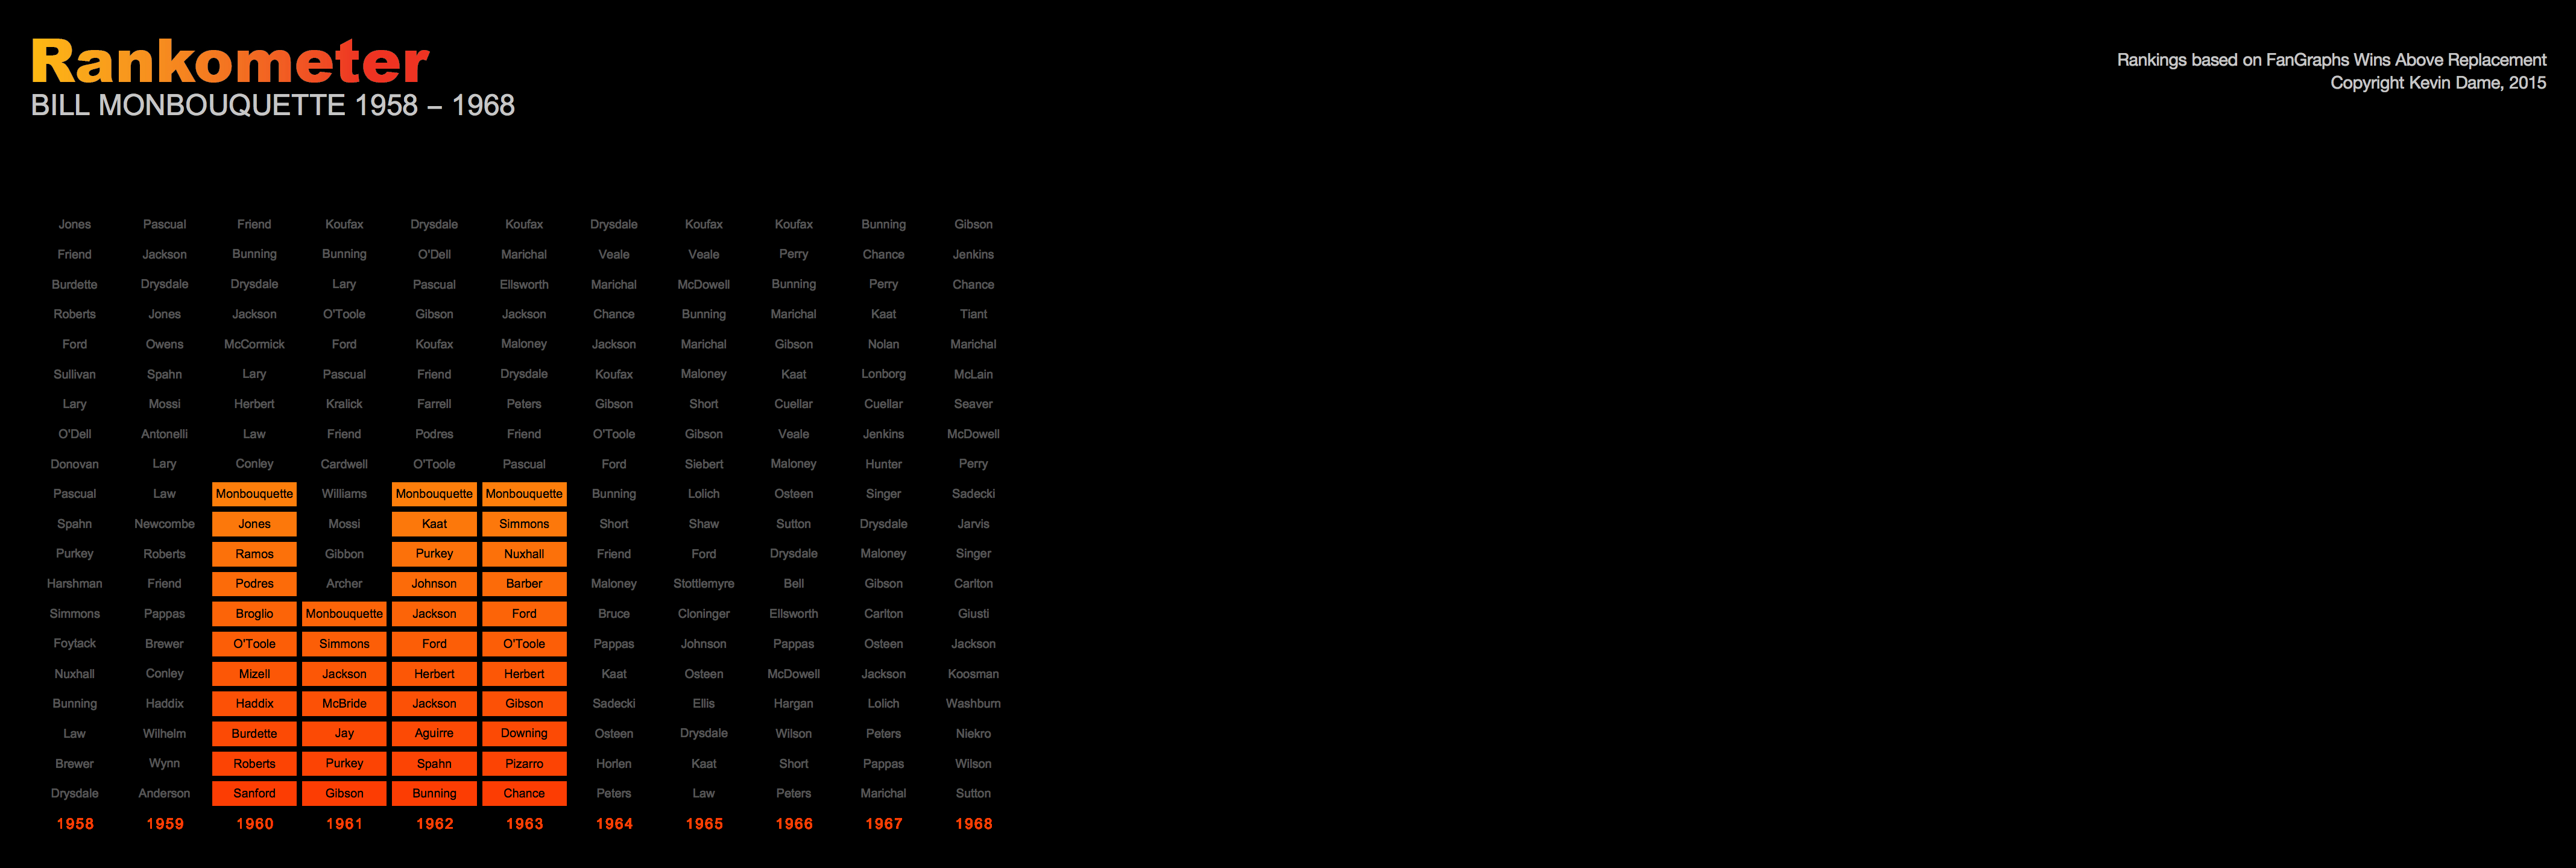 Rankometer
BILL MONBOUQUETTE 1958 – 1968
Rankings based on FanGraphs Wins Above Replacement
Copyright Kevin Dame, 2015
Jones Pascual Friend Koufax Drysdale Koufax Drysdale Koufax Koufax Bunning Gibson
Friend Jackson Bunning Bunning O'Dell Marichal Veale Veale Perry Chance Jenkins
Burdette Drysdale Drysdale Lary Pascual Ellsworth Marichal McDowell Bunning Perry Chance
Roberts Jones Jackson O'Toole Gibson Jackson Chance Bunning Marichal Kaat Tiant
Ford Owens McCormick Ford Koufax Maloney Jackson Marichal Gibson Nolan Marichal
Sullivan Spahn Lary Pascual Friend Drysdale Koufax Maloney Kaat Lonborg McLain
Lary Mossi Herbert Kralick Farrell Peters Gibson Short Cuellar Cuellar Seaver
O'Dell Antonelli Law Friend Podres Friend O'Toole Gibson Veale Jenkins McDowell
Donovan Lary Conley Cardwell O'Toole Pascual Ford Siebert Maloney Hunter Perry
Pascual Law Monbouquette Williams Monbouquette Monbouquette Bunning Lolich Osteen Singer Sadecki
Spahn Newcombe Jones Mossi Kaat Simmons Short Shaw Sutton Drysdale Jarvis
Purkey Roberts Ramos Gibbon Purkey Nuxhall Friend Ford Drysdale Maloney Singer
Harshman Friend Podres Archer Johnson Barber Maloney Stottlemyre Bell Gibson Carlton
Simmons Pappas Broglio Monbouquette Jackson Ford Bruce Cloninger Ellsworth Carlton Giusti
Foytack Brewer O'Toole Simmons Ford O'Toole Pappas Johnson Pappas Osteen Jackson
Nuxhall Conley Mizell Jackson Herbert Herbert Kaat Osteen McDowell Jackson Koosman
Bunning Haddix Haddix McBride Jackson Gibson Sadecki Ellis Hargan Lolich Washburn
Law Wilhelm Burdette Jay Aguirre Downing Osteen Drysdale Wilson Peters Niekro
Brewer Wynn Roberts Purkey Spahn Pizarro Horlen Kaat Short Pappas Wilson
Drysdale Anderson Sanford Gibson Bunning Chance Peters Law Peters Marichal Sutton
1958 1959 1960 1961 1962 1963 1964 1965 1966 1967 1968